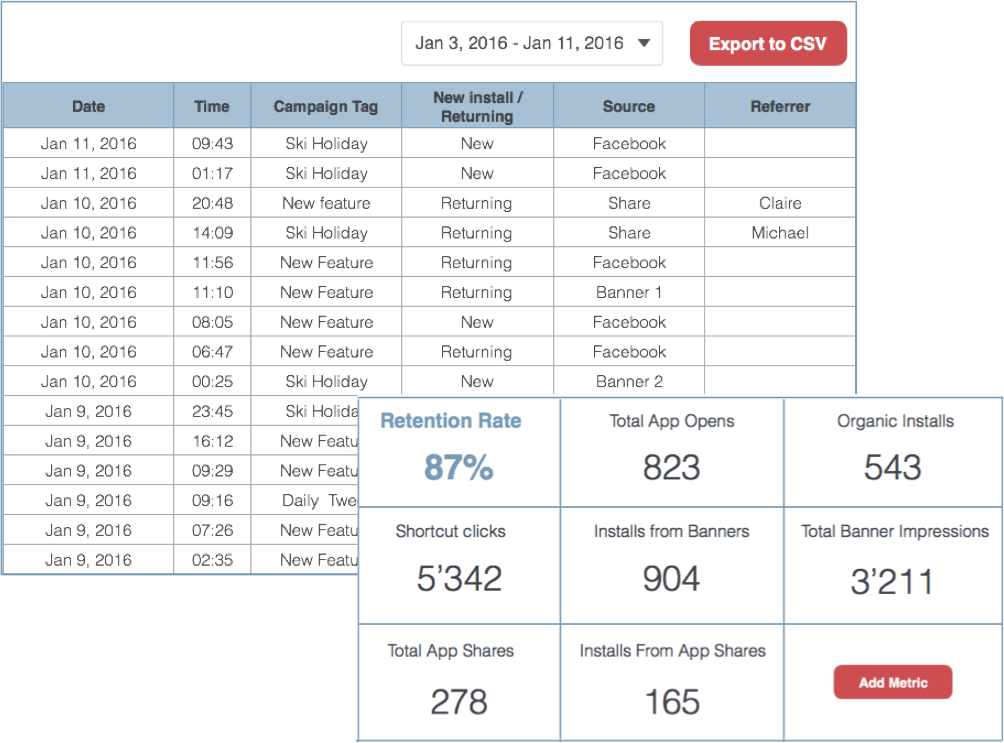 Jan 3, 2016 - Jan 11, 2016 Export to CSV
Date Time Campaign Tag New install / Returning Source Referrer
Jan 11, 2016 09:43 Ski Holiday New Facebook
Jan 11, 2016 01:17 Ski Holiday New Facebook
Jan 10, 2016 20:48 New feature Returning Share Claire
Jan 10, 2016 14:09 Ski Holiday Returning Share Michael
Jan 10, 2016 11:56 New Feature Returning Facebook
Jan 10, 2016 11:10 New Feature Returning Banner 1
Jan 10, 2016 08:05 New Feature New Facebook
Jan 10, 2016 06:47 New Feature Returning Facebook
Jan 10, 2016 00:25 Ski Holiday New Banner 2
Jan 9, 2016 23:45 Ski Holida
Jan 9, 2016 16:12 New Featu
Jan 9, 2016 09:29 New Featu
Jan 9, 2016 09:16 Daily Twe
Jan 9, 2016 07:26 New Featu
Jan 9, 2016 02:35 New Featu
Retention Rate Total App Opens Organic Installs
87% 823 543
Shortcut clicks Installs from Banners Total Banner Impressions
5’342 904 3’211
Total App Shares Installs From App Shares
278 165 Add Metric